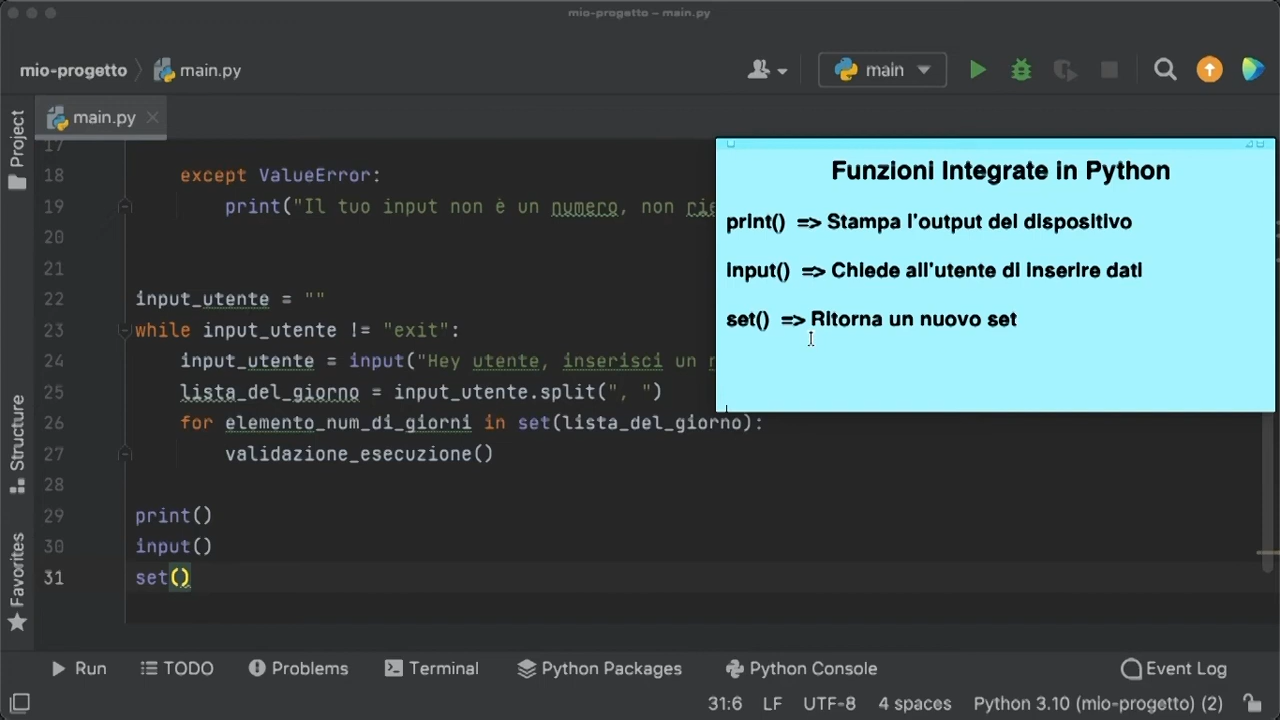 mio-progetto – main.py
mio-progetto main.py main
main.py
Project
Structure
Favorites
17
18 except ValueError:
19 print("Il tuo input non è un numero, non rie
20
21
22 input_utente = ""
23 while input_utente != "exit":
24 input_utente = input("Hey utente, inserisci un n
25 lista_del_giorno = input_utente.split(", ")
26 for elemento_num_di_giorni in set(lista_del_giorno):
27 validazione_esecuzione()
28
29 print()
30 input()
31 set()
Funzioni Integrate in Python
print() => Stampa l'output del dispositivo
input() => Chiede all'utente di inserire dati
set() => Ritorna un nuovo set
Run TODO Problems Terminal Python Packages Python Console Event Log
31:6 LF UTF-8 4 spaces Python 3.10 (mio-progetto) (2)